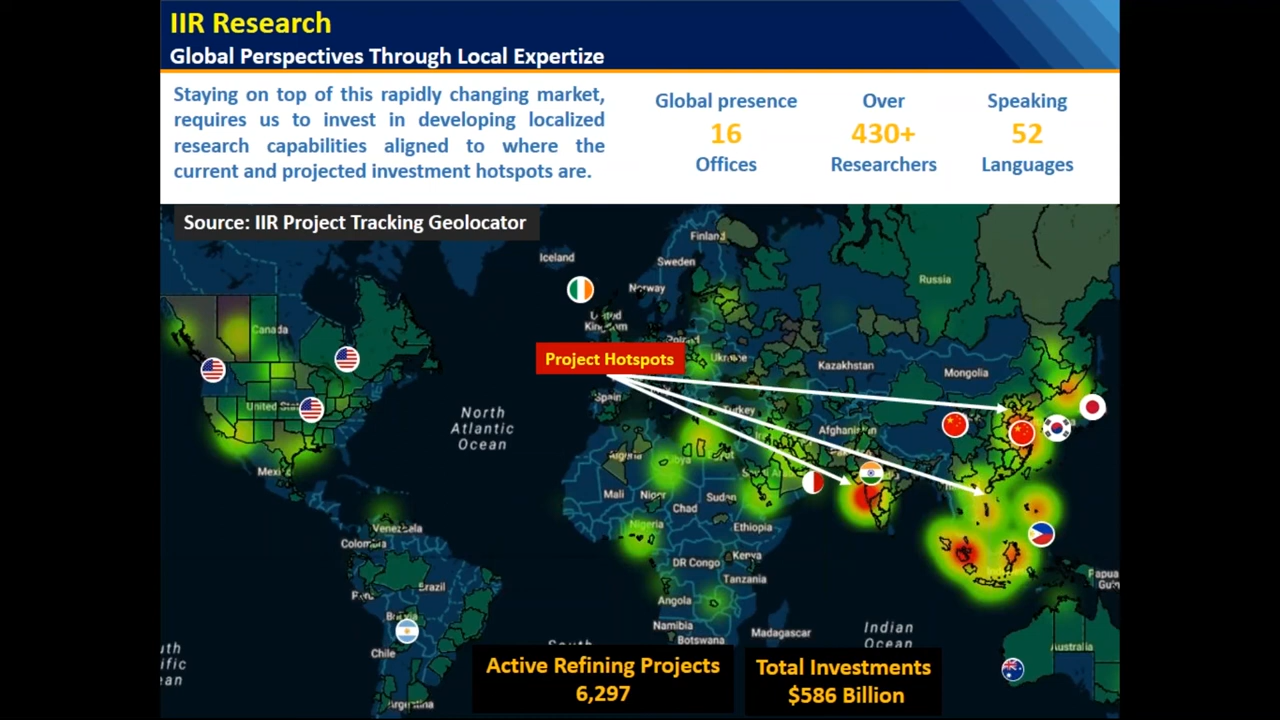 IIR Research
Global Perspectives Through Local Expertize
Staying on top of this rapidly changing market,
requires us to invest in developing localized
research capabilities aligned to where the
current and projected investment hotspots are.
Global presence
16
Offices
Over
430+
Researchers
Speaking
52
Languages
Source: IIR Project Tracking Geolocator
Finland
Iceland
Sweden
Russia
Norway
United
Kingdom
Canada
Poland
Project Hotspots
Ukraine
Kazakhstan
Mongolia
Spain
United States
Turkey
North
Atlantic
Ocean
Afghanistan
Algeria
Mexico
Mali
Niger
Sudan
Chad
Nigeria
Ethiopia
Venezuela
Colombia
DR Congo
Kenya
Tanzania
Papua
Brazil
Angola
Namibia
Botswana
Madagascar
Indian
Ocean
Chile
Australia
Argentina
Active Refining Projects
6,297
Total Investments
$586 Billion